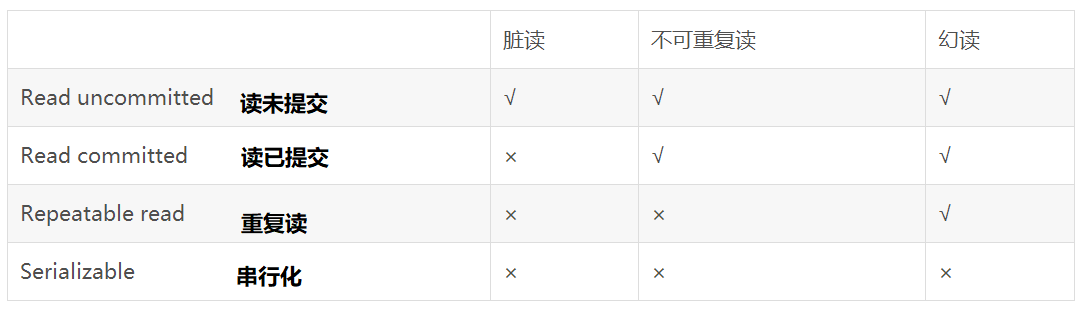 脏读 不可重复读 幻读
Read uncommitted 读未提交 √ √ √
Read committed 读已提交 × √ √
Repeatable read 重复读 × × √
Serializable 串行化 × × ×